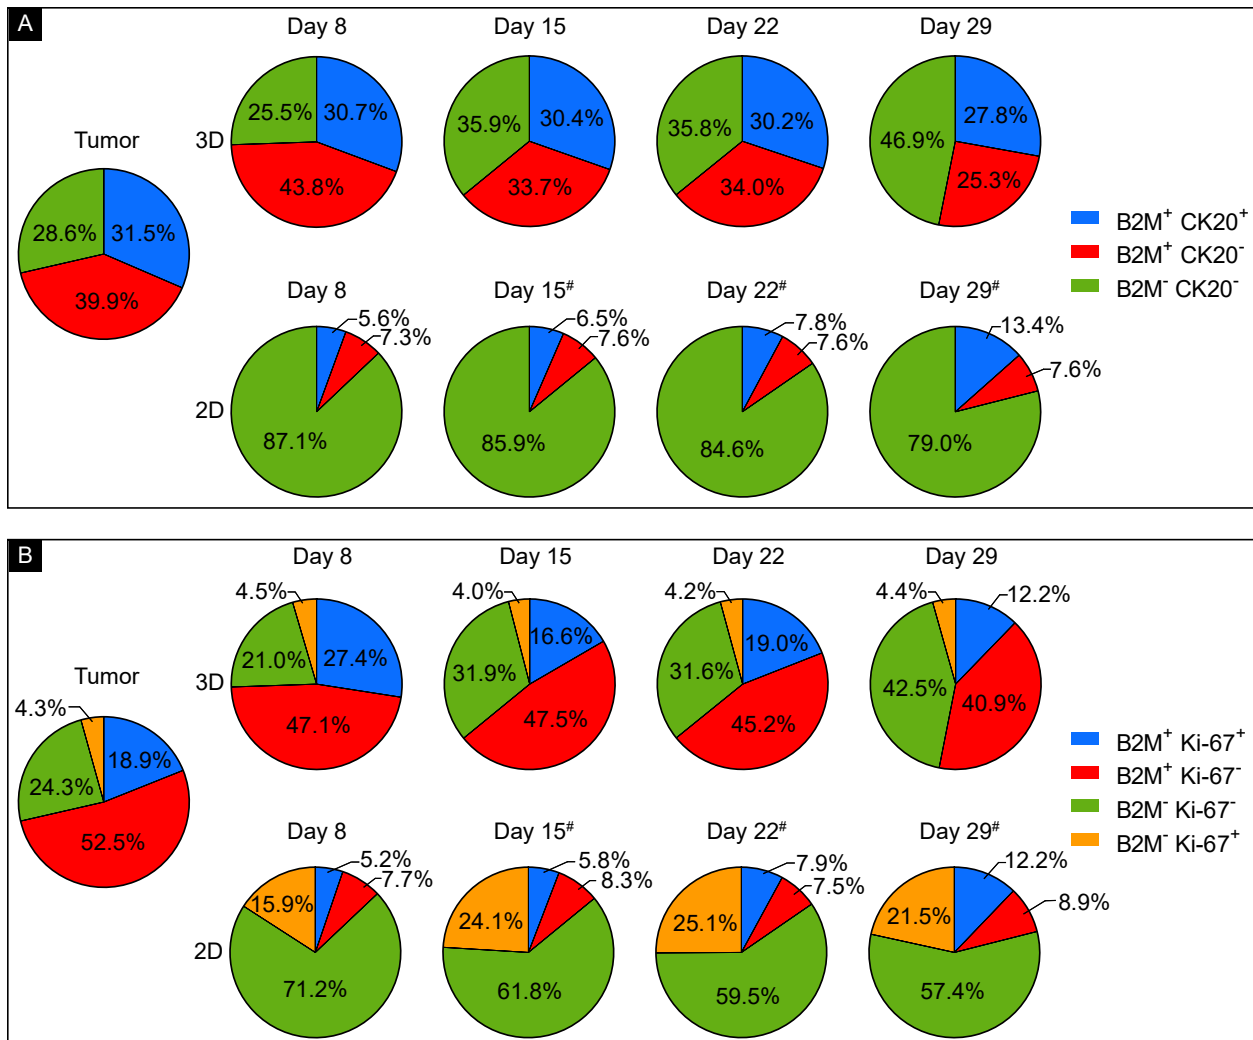 A
Day 8 Day 15 Day 22 Day 29
3D
25.5% 30.7% 43.8%
35.9% 30.4% 33.7%
35.8% 30.2% 34.0%
46.9% 27.8% 25.3%
Tumor
28.6% 31.5% 39.9%
B2M⁺ CK20⁺
B2M⁺ CK20⁻
B2M⁻ CK20⁻
Day 8 Day 15# Day 22# Day 29#
2D
5.6% 7.3% 87.1%
6.5% 7.6% 85.9%
7.8% 7.6% 84.6%
13.4% 7.6% 79.0%
B
Day 8 Day 15 Day 22 Day 29
3D
4.5% 21.0% 27.4% 47.1%
4.0% 16.6% 31.9% 47.5%
4.2% 19.0% 31.6% 45.2%
4.4% 12.2% 42.5% 40.9%
Tumor
4.3% 18.9% 24.3% 52.5%
B2M⁺ Ki-67⁺
B2M⁺ Ki-67⁻
B2M⁻ Ki-67⁻
B2M⁻ Ki-67⁺
Day 8 Day 15# Day 22# Day 29#
2D
5.2% 7.7% 15.9% 71.2%
5.8% 8.3% 24.1% 61.8%
7.9% 7.5% 25.1% 59.5%
12.2% 8.9% 21.5% 57.4%